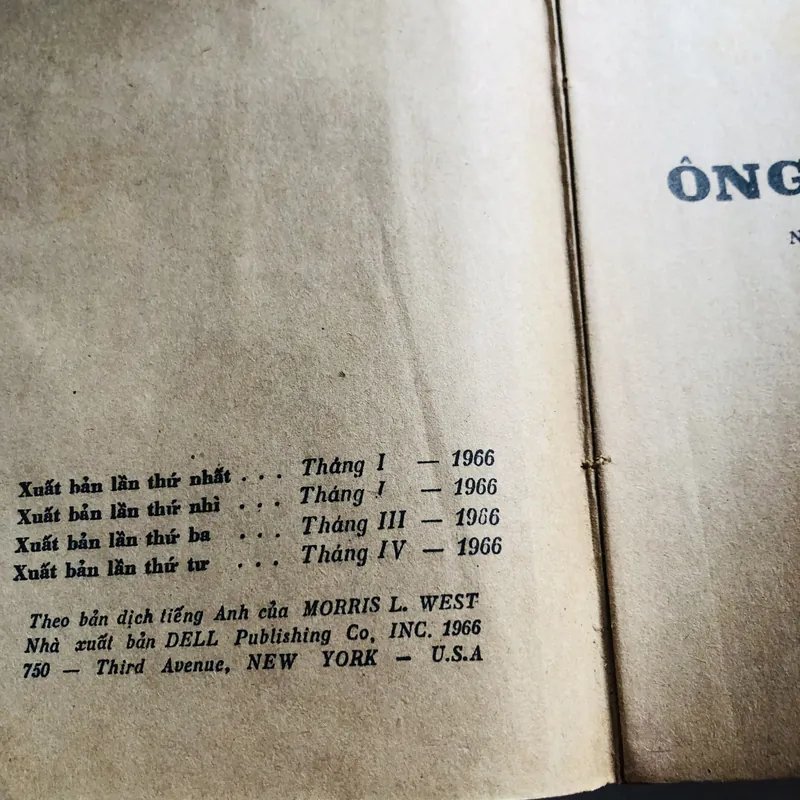 Xuất bản lần thứ nhất . . . Tháng I — 1966
Xuất bản lần thứ nhì . . . Tháng I — 1966
Xuất bản lần thứ ba . . . Tháng III — 1966
Xuất bản lần thứ tư . . . Tháng IV — 1966
Theo bản dịch tiếng Anh của MORRIS L. WEST
Nhà xuất bản DELL Publishing Co, INC. 1966
750 — Third Avenue, NEW YORK — U.S.A
ÔNG
N